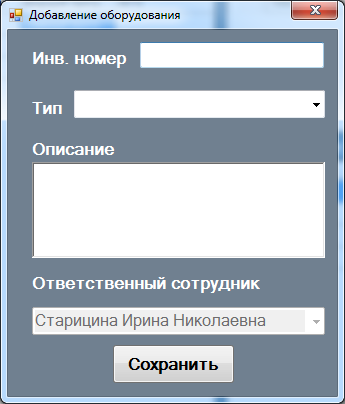 Добавление оборудования
Инв. номер
Тип
Описание
Ответственный сотрудник
Старицина Ирина Николаевна
Сохранить